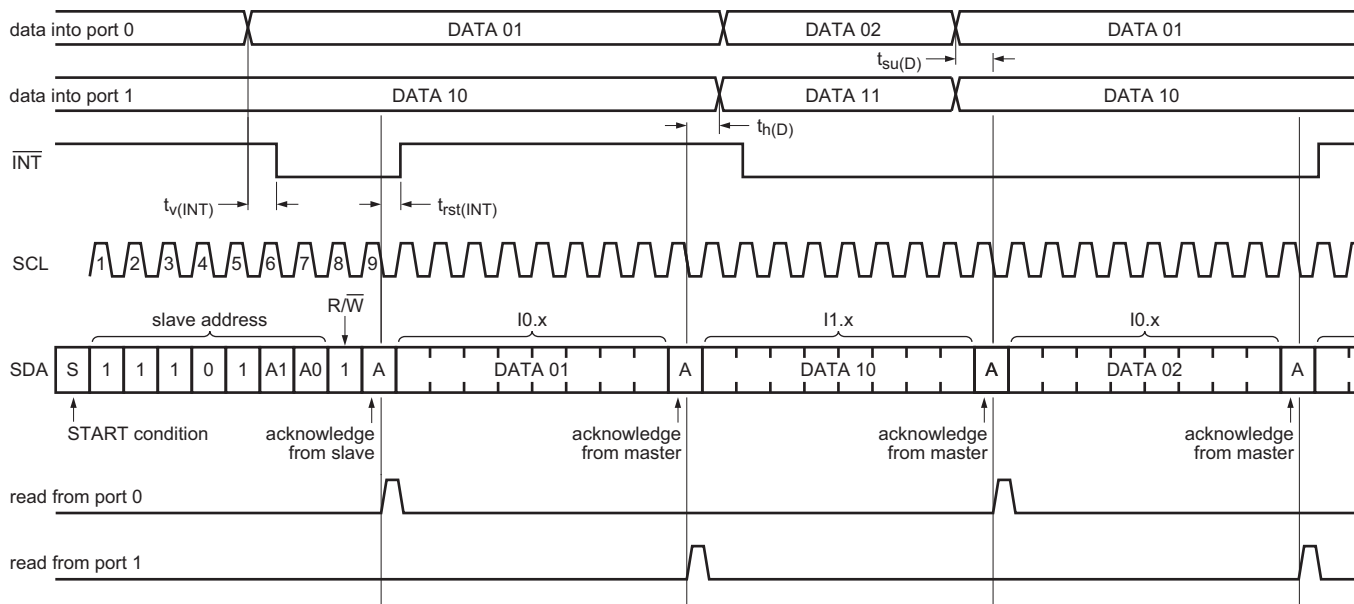 data into port 0
DATA 01
DATA 02
DATA 01
tsu(D)
data into port 1
DATA 10
DATA 11
DATA 10
th(D)
INT
tv(INT)
trst(INT)
SCL
1 2 3 4 5 6 7 8 9
R/W
slave address
I0.x
I1.x
I0.x
SDA
S 1 1 1 0 1 A1 A0 1 A DATA 01 A DATA 10 A DATA 02 A
START condition
acknowledge
from slave
acknowledge
from master
acknowledge
from master
acknowledge
from master
read from port 0
read from port 1